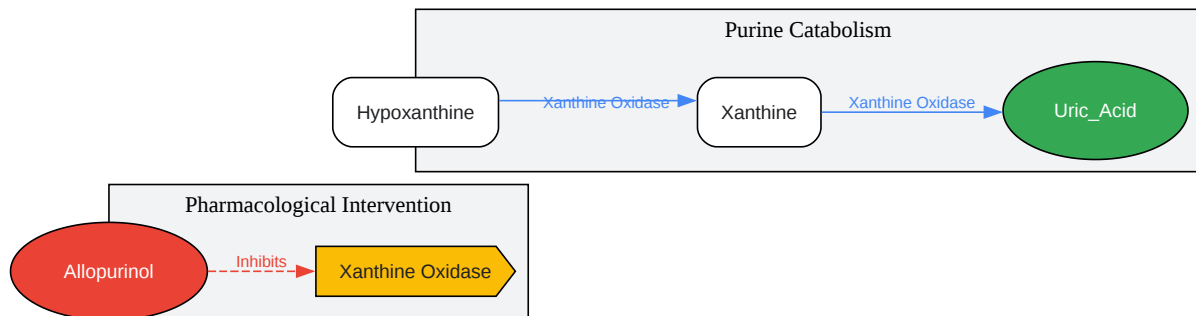 Purine Catabolism
Hypoxanthine
Xanthine Oxidase
Xanthine
Xanthine Oxidase
Uric_Acid
Pharmacological Intervention
Allopurinol
Inhibits
Xanthine Oxidase